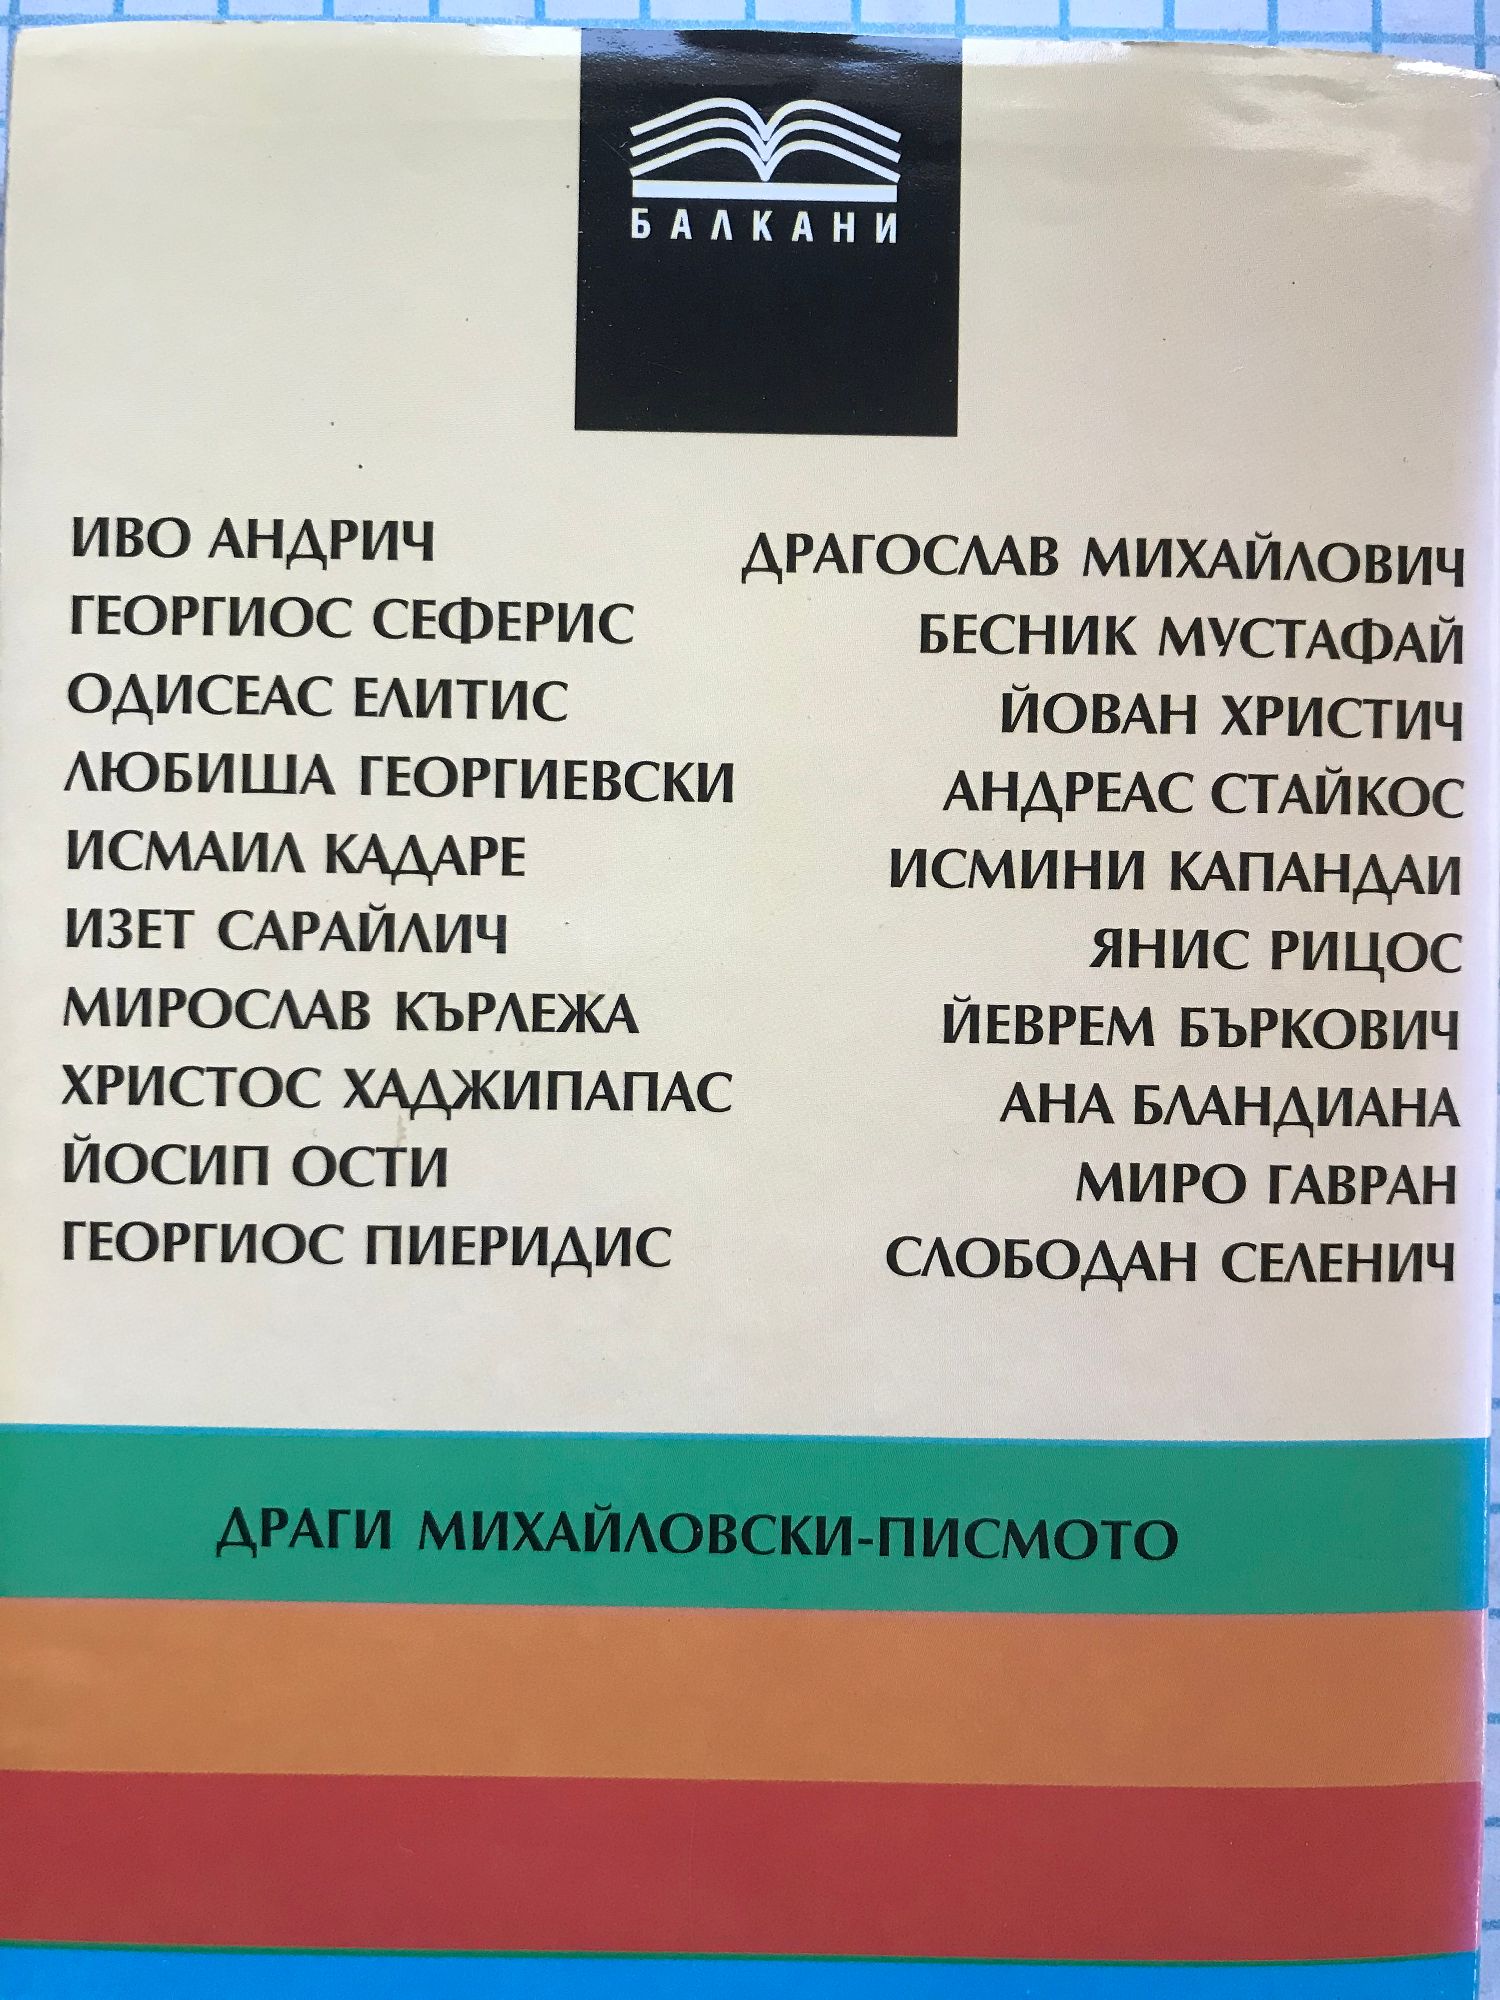 БАЛКАНИ
ИВО АНДРИЧ
ГЕОРГИОС СЕФЕРИС
ОДИСЕАС ЕЛИТИС
ЛЮБИША ГЕОРГИЕВСКИ
ИСМАИЛ КАДАРЕ
ИЗЕТ САРАЙЛИЧ
МИРОСЛАВ КЪРЛЕЖА
ХРИСТОС ХАДЖИПАПАС
ЙОСИП ОСТИ
ГЕОРГИОС ПИЕРИДИС
ДРАГОСЛАВ МИХАЙЛОВИЧ
БЕСНИК МУСТАФАЙ
ЙОВАН ХРИСТИЧ
АНДРЕАС СТАЙКОС
ИСМИНИ КАПАНДАИ
ЯНИС РИЦОС
ЙЕВРЕМ БЪРКОВИЧ
АНА БЛАНДИАНА
МИРО ГАВРАН
СЛОБОДАН СЕЛЕНИЧ
ДРАГИ МИХАЙЛОВСКИ-ПИСМОТО